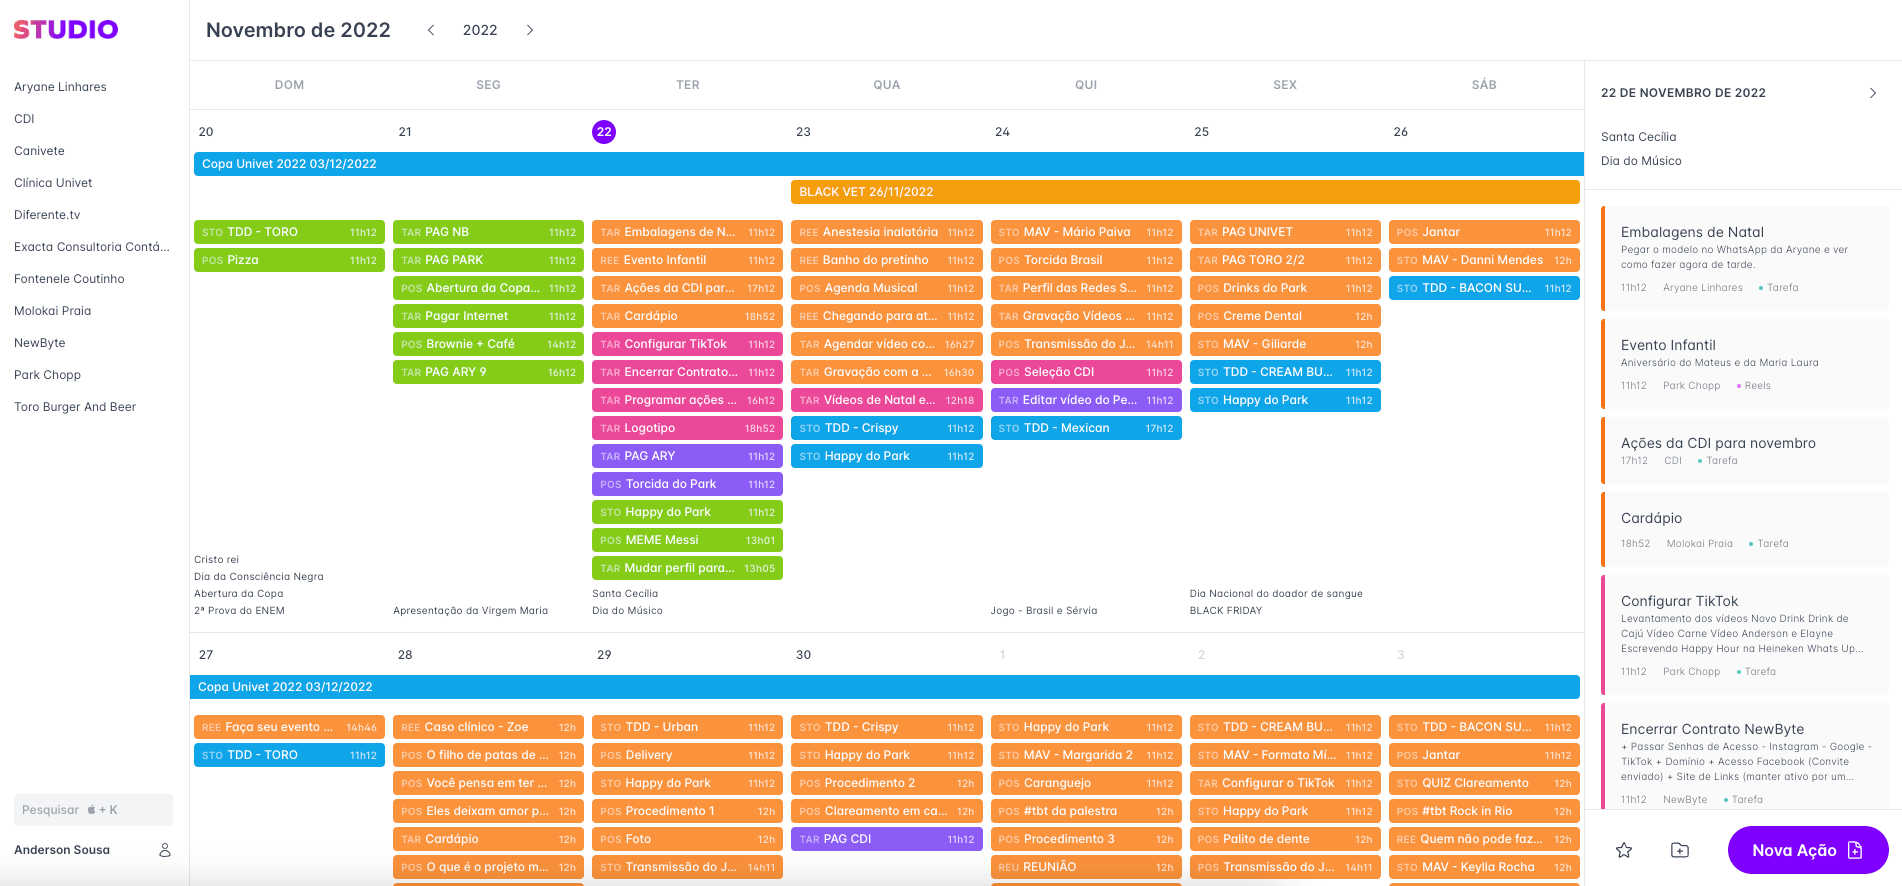 STUDIO
Aryane Linhares
CDI
Canivete
Clínica Univet
Diferente.tv
Exacta Consultoria Contá...
Fontenele Coutinho
Molokai Praia
NewByte
Park Chopp
Toro Burger And Beer
Pesquisar + K
Anderson Sousa
Novembro de 2022
2022
DOM SEG TER QUA QUI SEX SÁB
20 21 22 23 24 25 26
Copa Univet 2022 03/12/2022
BLACK VET 26/11/2022
STO TDD - TORO 11h12
POS Pizza 11h12
Cristo rei
Dia da Consciência Negra
Abertura da Copa
2ª Prova do ENEM
TAR PAG NB 11h12
TAR PAG PARK 11h12
POS Abertura da Copa... 11h12
TAR Pagar Internet 11h12
POS Brownie + Café 14h12
TAR PAG ARY 9 16h12
Apresentação da Virgem Maria
TAR Embalagens de N... 11h12
REE Evento Infantil 11h12
TAR Ações da CDI par... 17h12
TAR Cardápio 18h52
TAR Configurar TikTok 11h12
TAR Encerrar Contrato... 11h12
TAR Programar ações ... 16h12
TAR Logotipo 18h52
TAR PAG ARY 11h12
POS Torcida do Park 11h12
STO Happy do Park 11h12
POS MEME Messi 13h01
TAR Mudar perfil para... 13h05
Santa Cecília
Dia do Músico
REE Anestesia inalatória 11h12
REE Banho do pretinho 11h12
POS Agenda Musical 11h12
REE Chegando para at... 11h12
TAR Agendar vídeo co... 16h27
TAR Gravação com a ... 16h30
TAR Vídeos de Natal e... 12h18
STO TDD - Crispy 11h12
STO Happy do Park 11h12
STO MAV - Mário Paiva 11h12
POS Torcida Brasil 11h12
TAR Perfil das Redes S... 11h12
TAR Gravação Vídeos ... 11h12
POS Transmissão do J... 14h11
POS Seleção CDI 11h12
TAR Editar vídeo do Pe... 11h12
STO TDD - Mexican 17h12
Jogo - Brasil e Sérvia
TAR PAG UNIVET 11h12
TAR PAG TORO 2/2 11h12
POS Drinks do Park 11h12
POS Creme Dental 12h
STO MAV - Giliarde 12h
STO TDD - CREAM BU... 11h12
STO Happy do Park 11h12
Dia Nacional do doador de sangue
BLACK FRIDAY
POS Jantar 11h12
STO MAV - Danni Mendes 12h
STO TDD - BACON SU... 11h12
27 28 29 30 1 2 3
Copa Univet 2022 03/12/2022
REE Faça seu evento ... 14h46
STO TDD - TORO 11h12
REE Caso clínico - Zoe 12h
POS O filho de patas de ... 12h
POS Você pensa em ter ... 12h
POS Eles deixam amor p... 12h
TAR Cardápio 12h
POS O que é o projeto m... 12h
STO TDD - Urban 11h12
POS Delivery 11h12
STO Happy do Park 11h12
POS Procedimento 1 12h
POS Foto 12h
STO Transmissão do J... 14h11
STO TDD - Crispy 11h12
STO Happy do Park 11h12
POS Procedimento 2 12h
POS Clareamento em ca... 12h
TAR PAG CDI 11h12
STO Happy do Park 11h12
STO MAV - Margarida 2 11h12
POS Caranguejo 11h12
POS #tbt da palestra 12h
POS Procedimento 3 12h
REU REUNIÃO 12h
STO TDD - CREAM BU... 11h12
STO MAV - Formato Mí... 11h12
TAR Configurar o TikTok 11h12
STO Happy do Park 11h12
POS Palito de dente 12h
POS Transmissão do J... 14h11
STO TDD - BACON SU... 11h12
POS Jantar 11h12
STO QUIZ Clareamento 12h
POS #tbt Rock in Rio 12h
REE Quem não pode faz... 12h
STO MAV - Keylla Rocha 12h
22 DE NOVEMBRO DE 2022
Santa Cecília
Dia do Músico
Embalagens de Natal
Pegar o modelo no WhatsApp da Aryane e ver
como fazer agora de tarde.
11h12 Aryane Linhares Tarefa
Evento Infantil
Aniversário do Mateus e da Maria Laura
11h12 Park Chopp Reels
Ações da CDI para novembro
17h12 CDI Tarefa
Cardápio
18h52 Molokai Praia Tarefa
Configurar TikTok
Levantamento dos vídeos Novo Drink Drink de
Cajú Vídeo Carne Vídeo Anderson e Elayne
Escrevendo Happy Hour na Heineken Whats Up...
11h12 Park Chopp Tarefa
Encerrar Contrato NewByte
+ Passar Senhas de Acesso - Instagram - Google -
TikTok + Domínio + Acesso Facebook (Convite
enviado) + Site de Links (manter ativo por um...
11h12 NewByte Tarefa
Nova Ação